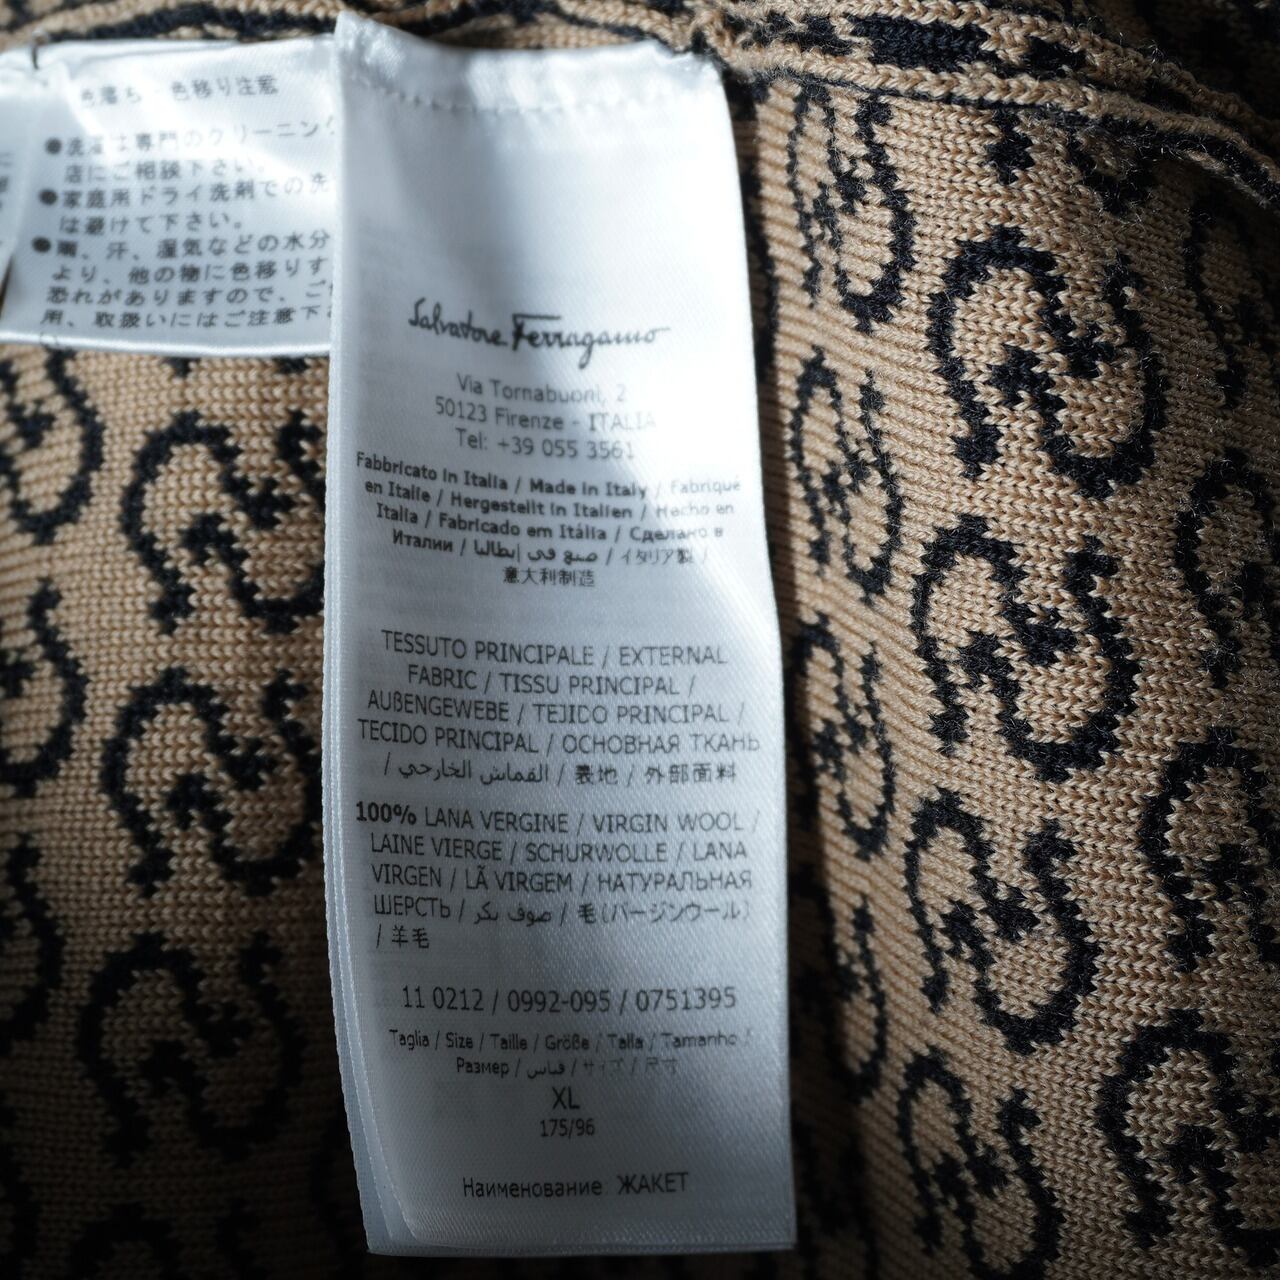 色落ち・色移り注意
●洗濯は専門のクリーニング
店にご相談下さい。
●家庭用ドライ洗剤での洗
は避けて下さい。
●雨、汗、湿気などの水分
より、他の物に色移りす
恐れがありますので、ご
用、取扱いにはご注意下
Salvatore Ferragamo
Via Tornabuoni, 2
50123 Firenze - ITALIA
Tel: +39 055 3561
Fabbricato in Italia / Made in Italy / Fabriqué
en Italie / Hergestellt in Italien / Hecho en
Italia / Fabricado em Itália / Сделано в
Италии / صنع في إيطاليا / イタリア製 /
意大利制造
TESSUTO PRINCIPALE / EXTERNAL
FABRIC / TISSU PRINCIPAL /
AUßENGEWEBE / TEJIDO PRINCIPAL /
TECIDO PRINCIPAL / ОСНОВНАЯ ТКАНЬ
/ القماش الخارجي / 表地 / 外部面料
100% LANA VERGINE / VIRGIN WOOL /
LAINE VIERGE / SCHURWOLLE / LANA
VIRGEN / LÃ VIRGEM / НАТУРАЛЬНАЯ
ШЕРСТЬ / صوف بكر / 毛(バージンウール)
/ 羊毛
11 0212 / 0992-095 / 0751395
Taglia / Size / Taille / Größe / Talla / Tamanho /
Размер / قياس / サイズ / 尺寸
XL
175/96
Наименование ЖАКЕТ